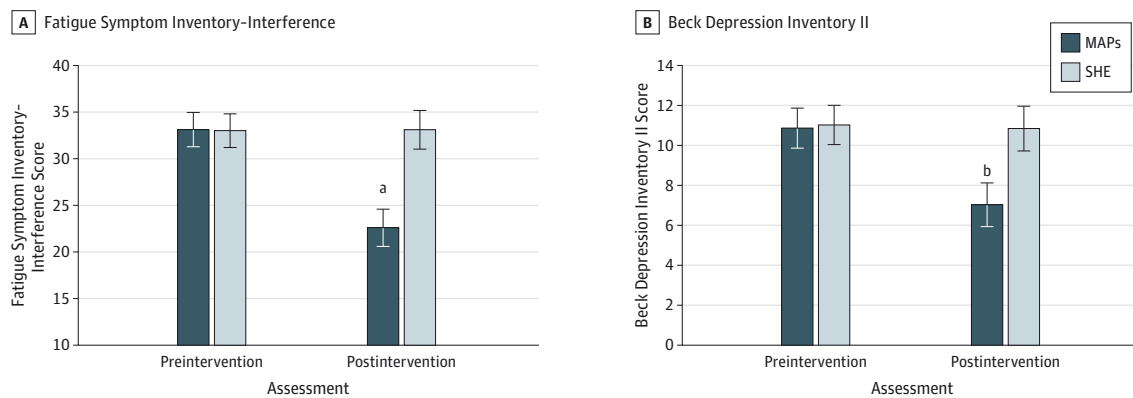 A Fatigue Symptom Inventory-Interference
40
35
30
25
20
15
10
Fatigue Symptom Inventory-
Interference Score
a
Preintervention Postintervention
Assessment
B Beck Depression Inventory II
MAPs
SHE
14
12
10
8
6
4
2
0
Beck Depression Inventory II Score
b
Preintervention Postintervention
Assessment